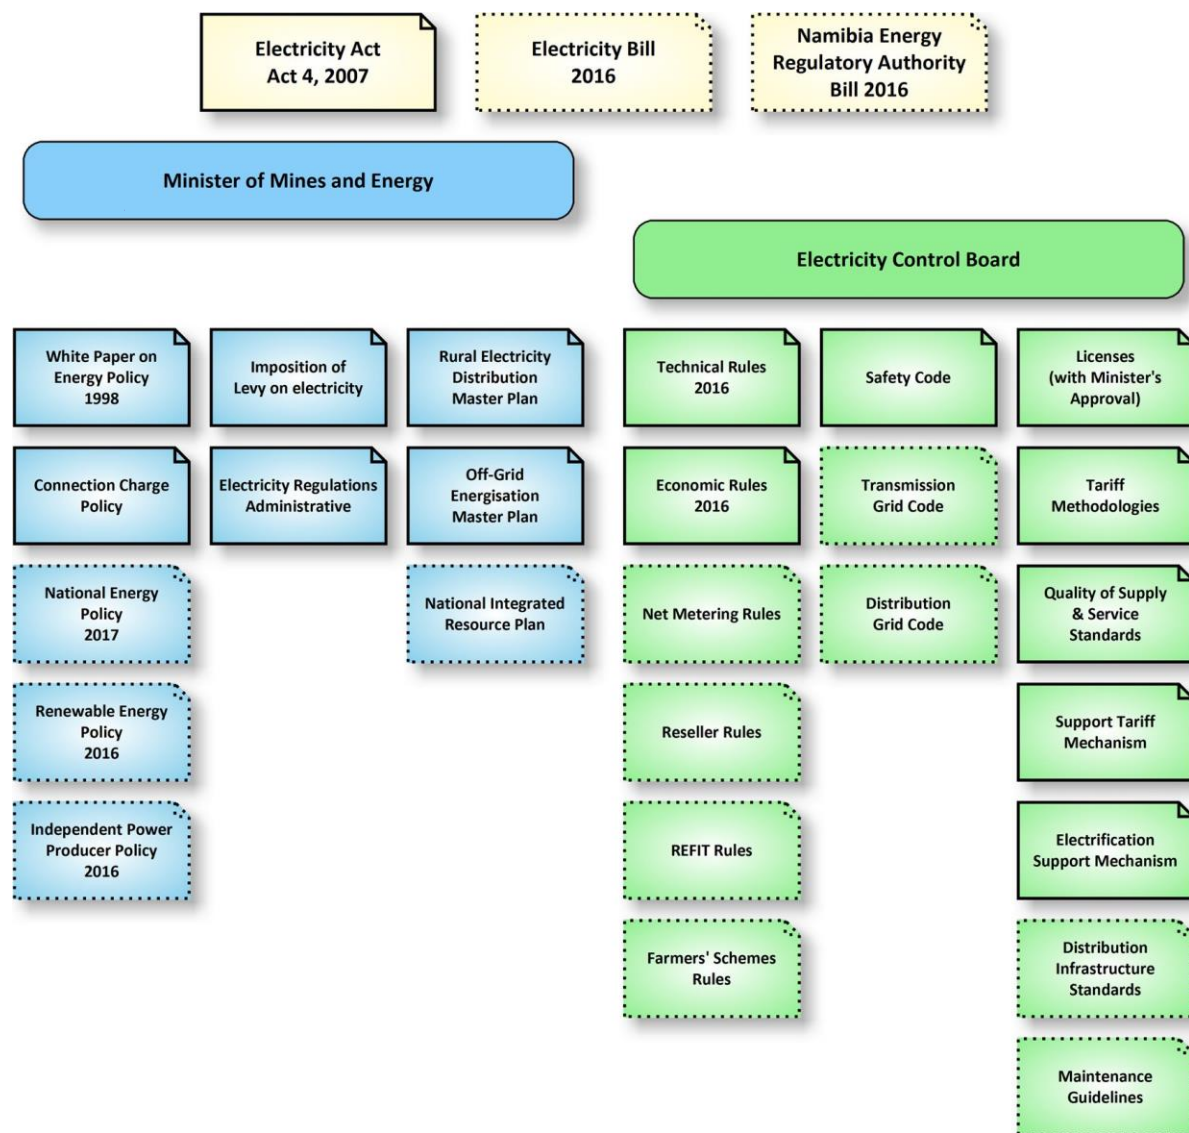 Electricity Act
Act 4, 2007
Electricity Bill
2016
Namibia Energy
Regulatory Authority
Bill 2016
Minister of Mines and Energy
Electricity Control Board
White Paper on
Energy Policy
1998
Imposition of
Levy on electricity
Rural Electricity
Distribution
Master Plan
Technical Rules
2016
Safety Code
Licenses
(with Minister's
Approval)
Connection Charge
Policy
Electricity Regulations
Administrative
Off-Grid
Energisation
Master Plan
Economic Rules
2016
Transmission
Grid Code
Tariff
Methodologies
National Energy
Policy
2017
National Integrated
Resource Plan
Net Metering Rules
Distribution
Grid Code
Quality of Supply
& Service
Standards
Renewable Energy
Policy
2016
Reseller Rules
Support Tariff
Mechanism
Independent Power
Producer Policy
2016
REFIT Rules
Electrification
Support Mechanism
Farmers' Schemes
Rules
Distribution
Infrastructure
Standards
Maintenance
Guidelines